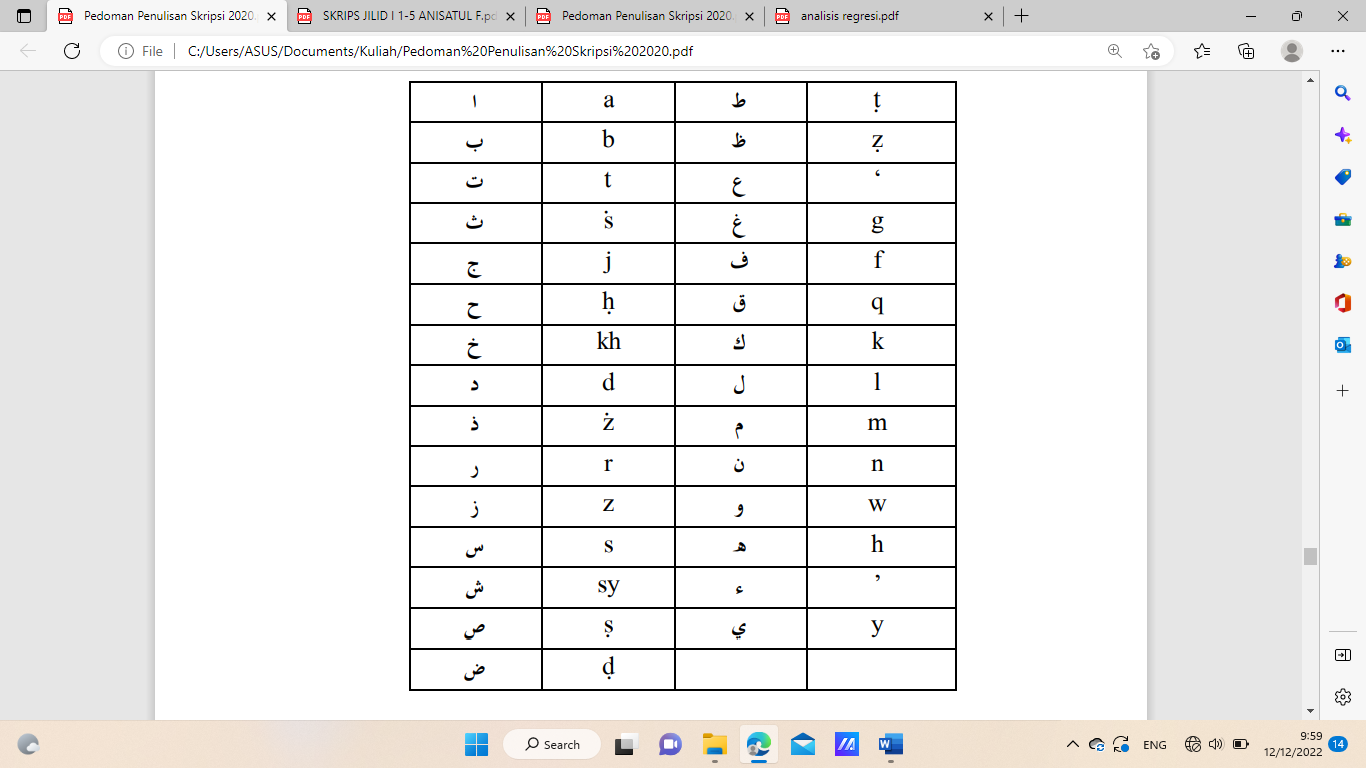 Pedoman Penulisan Skripsi 2020.
SKRIPS JILID I 1-5 ANISATUL F.pd
Pedoman Penulisan Skripsi 2020.
analisis regresi.pdf
File
C:/Users/ASUS/Documents/Kuliah/Pedoman%20Penulisan%20Skripsi%202020.pdf
ا a ط ṭ
ب b ظ ẓ
ت t ع ‘
ث ṡ غ g
ج j ف f
ح ḥ ق q
خ kh ك k
د d ل l
ذ ż م m
ر r ن n
ز z و w
س s ه h
ش sy ء ’
ص ṣ ي y
ض ḍ
Search
ENG
9:59
12/12/2022
14